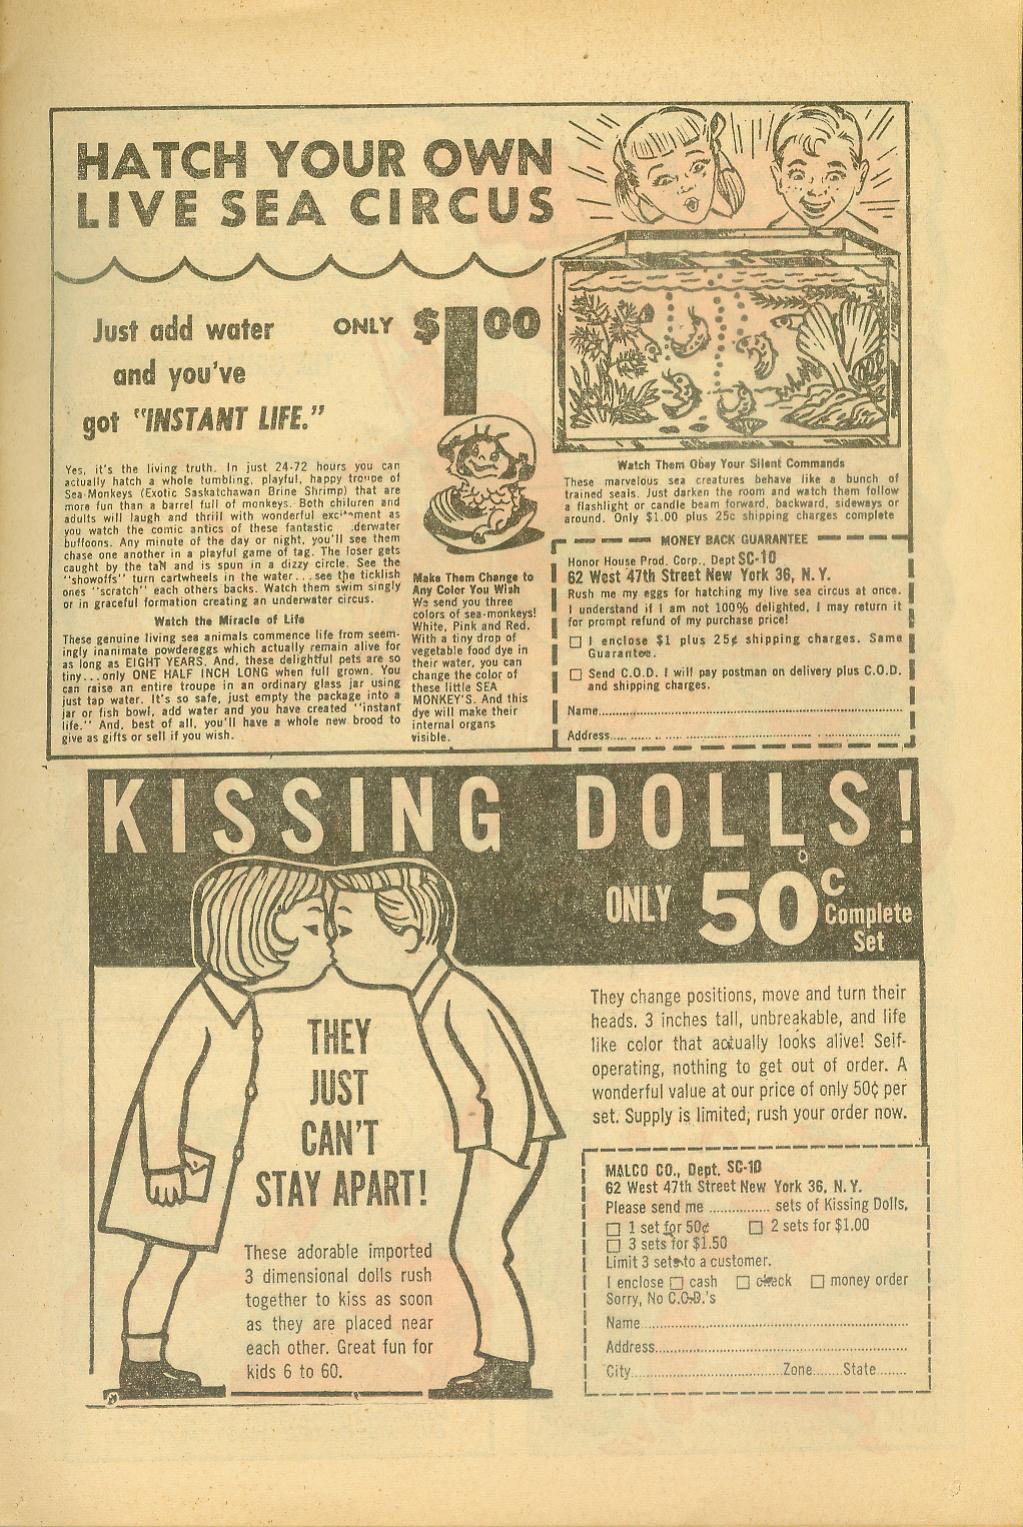 HATCH YOUR OWN
LIVE SEA CIRCUS
Just add water
and you've
got "INSTANT LIFE."
ONLY $1.00
Yes, it's the living truth. In just 24-72 hours you can
actually hatch a whole tumbling, playful, happy troupe of
Sea-Monkeys (Exotic Saskatchawan Brine Shrimp) that are
more fun than a barrel full of monkeys. Both children and
adults will laugh and thrill with wonderful excitement as
you watch the comic antics of these fantastic derwater
buffoons. Any minute of the day or night, you'll see them
chase one another in a playful game of tag. The loser gets
caught by the tail and is spun in a dizzy circle. See the
"showoffs" turn cartwheels in the water...see the ticklish
ones "scratch" each others backs. Watch them swim singly
or in graceful formation creating an underwater circus.
Watch the Miracle of Life
These genuine living sea animals commence life from seem-
ingly inanimate powdereggs which remain alive for
as long as EIGHT YEARS. And, these delightful pets are so
tiny...only ONE HALF INCH LONG when full grown. You
can raise an entire troupe in an ordinary glass jar using
just tap water. It's so safe, just empty the package into a
jar or fish bowl, add water and you have created "instant
life." And, best of all, you'll have a whole new brood to
give as gifts or sell if you wish.
Make Them Change to
Any Color You Wish
We send you three
colors of sea-monkeys!
White, Pink and Red.
With a tiny drop of
vegetable food dye in
their water, you can
change the color of
these little SEA
MONKEY'S. And this
dye will make their
internal organs
visible.
Watch Them Obey Your Silent Commands
These marvelous sea creatures behave like a bunch of
trained seals. Just darken the room and watch them follow
a flashlight or candle beam forward, backward, sideways or
around. Only $1.00 plus 25c shipping charges complete
MONEY BACK GUARANTEE
Honor House Prod. Corp., Dept SC-10
62 West 47th Street New York 36, N.Y.
Rush me my eggs for hatching my live sea circus at once.
I understand if I am not 100% delighted, I may return it
for prompt refund of my purchase price!
☐ I enclose $1 plus 25¢ shipping charges. Same
Guarantee.
☐ Send C.O.D. I will pay postman on delivery plus C.O.D.
and shipping charges.
Name
Address
KISSING DOLLS!
ONLY 50c Complete
Set
THEY
JUST
CAN'T
STAY APART!
These adorable imported
3 dimensional dolls rush
together to kiss as soon
as they are placed near
each other. Great fun for
kids 6 to 60.
They change positions, move and turn their
heads. 3 inches tall, unbreakable, and life
like color that actually looks alive! Self-
operating, nothing to get out of order. A
wonderful value at our price of only 50¢ per
set. Supply is limited; rush your order now.
MALCO CO., Dept. SC-10
62 West 47th Street New York 36, N.Y.
Please send me ............... sets of Kissing Dolls.
☐ 1 set for 50¢ ☐ 2 sets for $1.00
☐ 3 sets for $1.50
Limit 3 sets to a customer.
I enclose ☐ cash ☐ check ☐ money order
Sorry, No C.O.D.'s
Name
Address
City Zone State